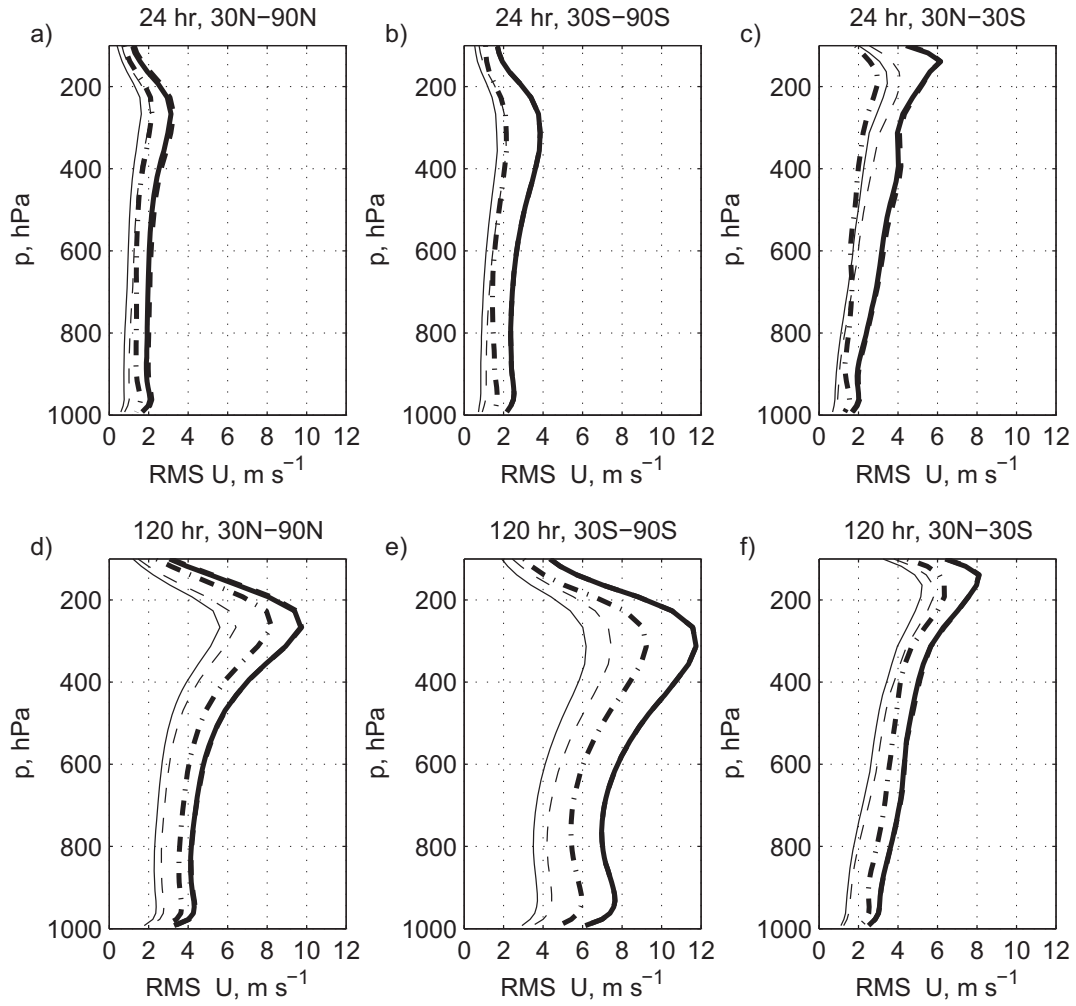 24 hr, 30N−90N
24 hr, 30S−90S
24 hr, 30N−30S
a)
b)
c)
200
400
600
800
1000
p, hPa
0 2 4 6 8 10 12
RMS U, m s⁻¹
200
400
600
800
1000
p, hPa
0 2 4 6 8 10 12
RMS U, m s⁻¹
200
400
600
800
1000
p, hPa
0 2 4 6 8 10 12
RMS U, m s⁻¹
120 hr, 30N−90N
120 hr, 30S−90S
120 hr, 30N−30S
d)
e)
f)
200
400
600
800
1000
p, hPa
0 2 4 6 8 10 12
RMS U, m s⁻¹
200
400
600
800
1000
p, hPa
0 2 4 6 8 10 12
RMS U, m s⁻¹
200
400
600
800
1000
p, hPa
0 2 4 6 8 10 12
RMS U, m s⁻¹